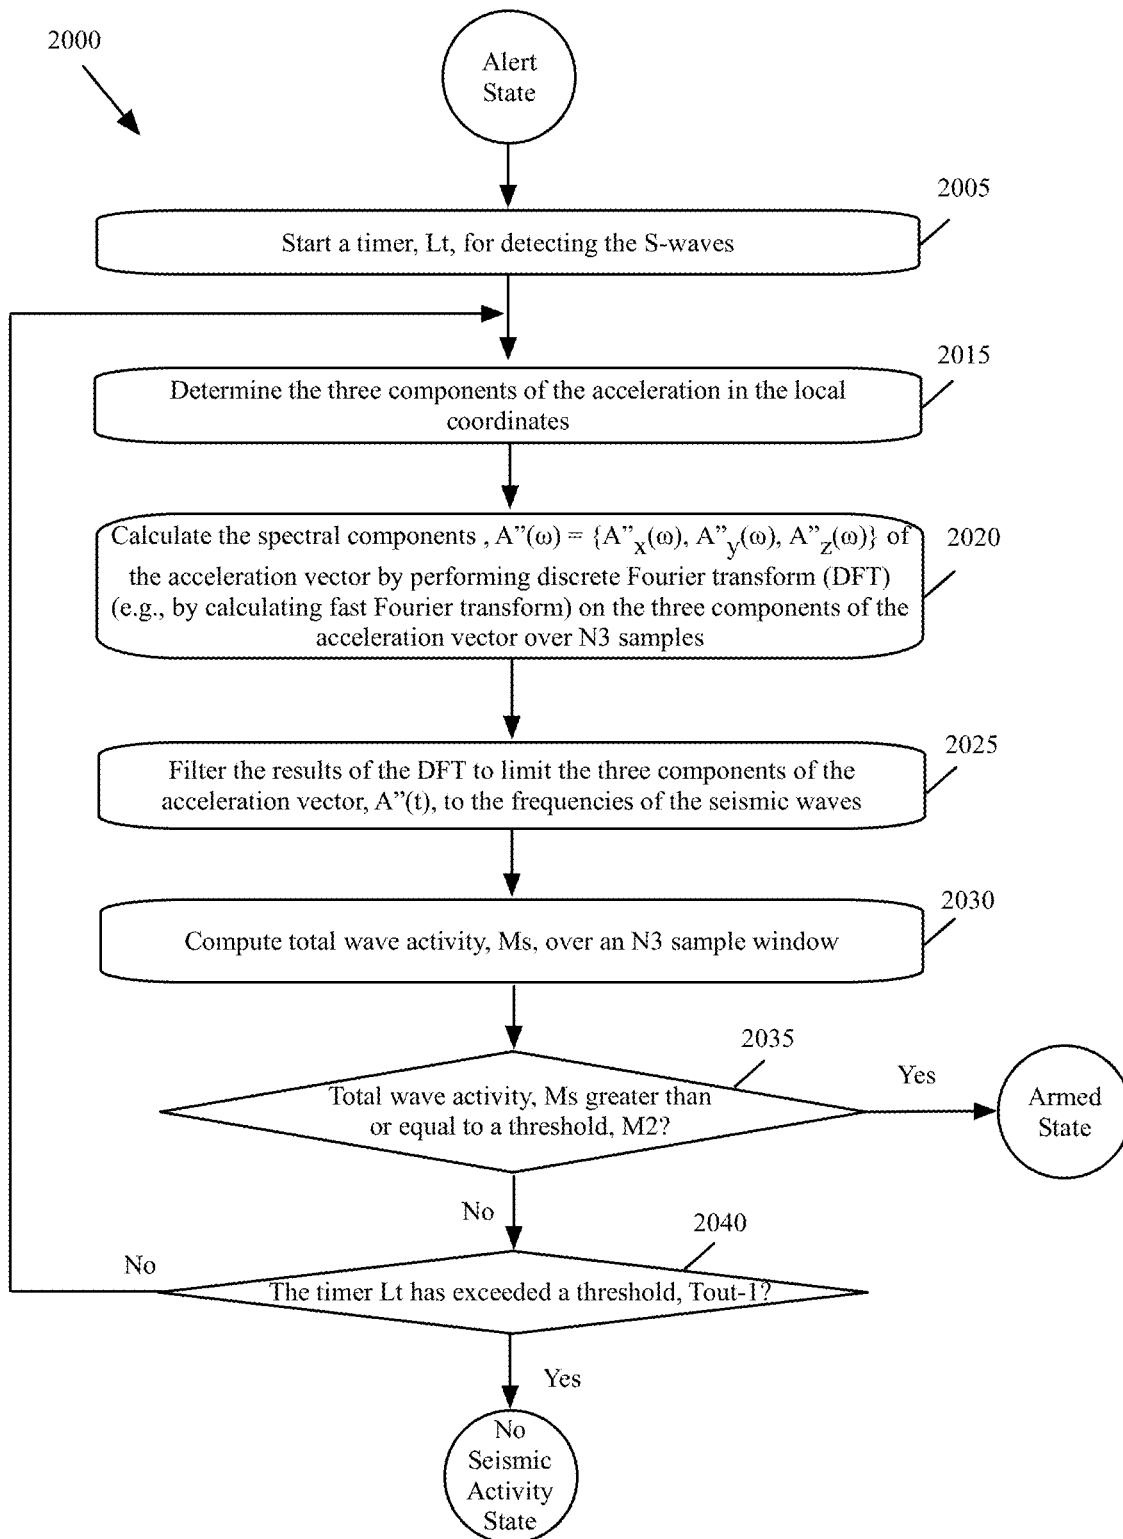 2000
Alert
State
2005
Start a timer, Lt, for detecting the S-waves
2015
Determine the three components of the acceleration in the local
coordinates
2020
Calculate the spectral components , A”(ω) = {A”x(ω), A”y(ω), A”z(ω)} of
the acceleration vector by performing discrete Fourier transform (DFT)
(e.g., by calculating fast Fourier transform) on the three components of the
acceleration vector over N3 samples
2025
Filter the results of the DFT to limit the three components of the
acceleration vector, A”(t), to the frequencies of the seismic waves
2030
Compute total wave activity, Ms, over an N3 sample window
2035
Total wave activity, Ms greater than
or equal to a threshold, M2?
Yes
Armed
State
No
2040
No
The timer Lt has exceeded a threshold, Tout-1?
Yes
No
Seismic
Activity
State